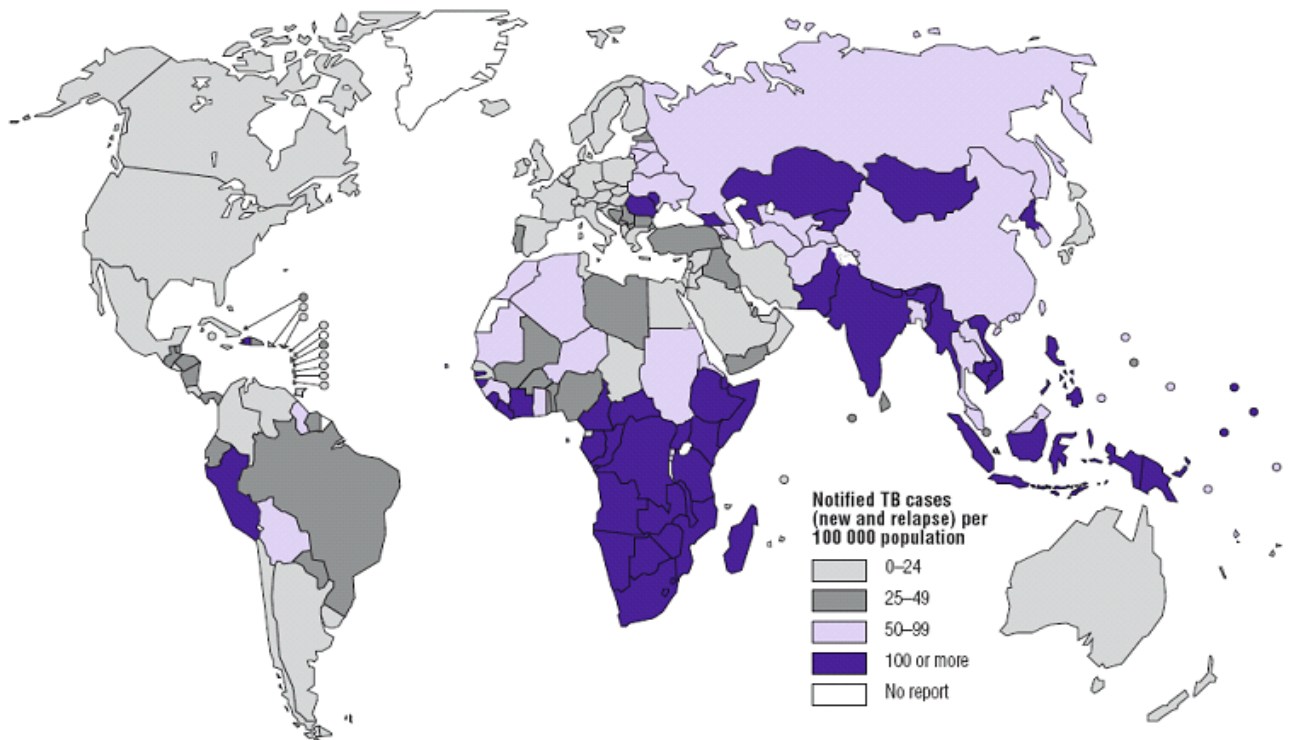 Notified TB cases
(new and relapse) per
100 000 population
0–24
25–49
50–99
100 or more
No report